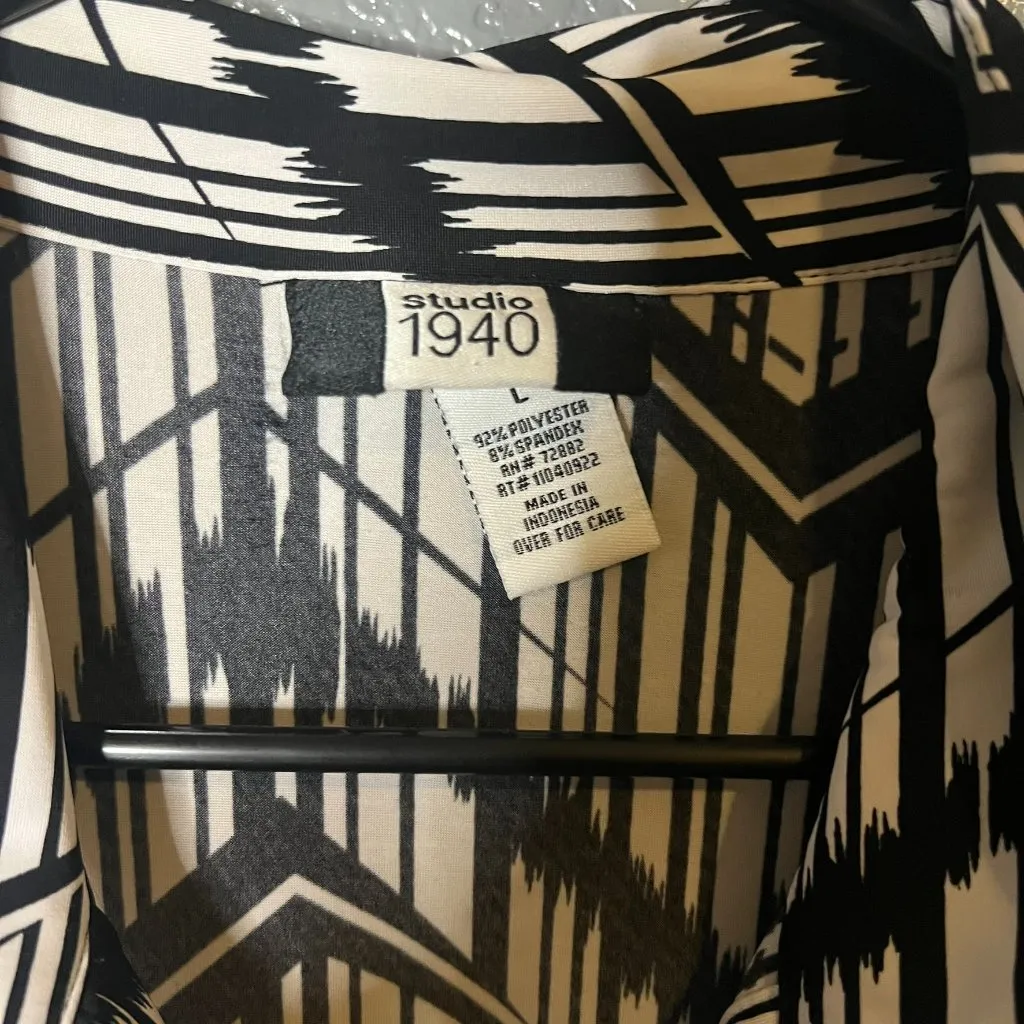 studio
1940
L
92% POLYESTER
8% SPANDEX
RN# 72882
RT# 11040922
MADE IN
INDONESIA
OVER FOR CARE